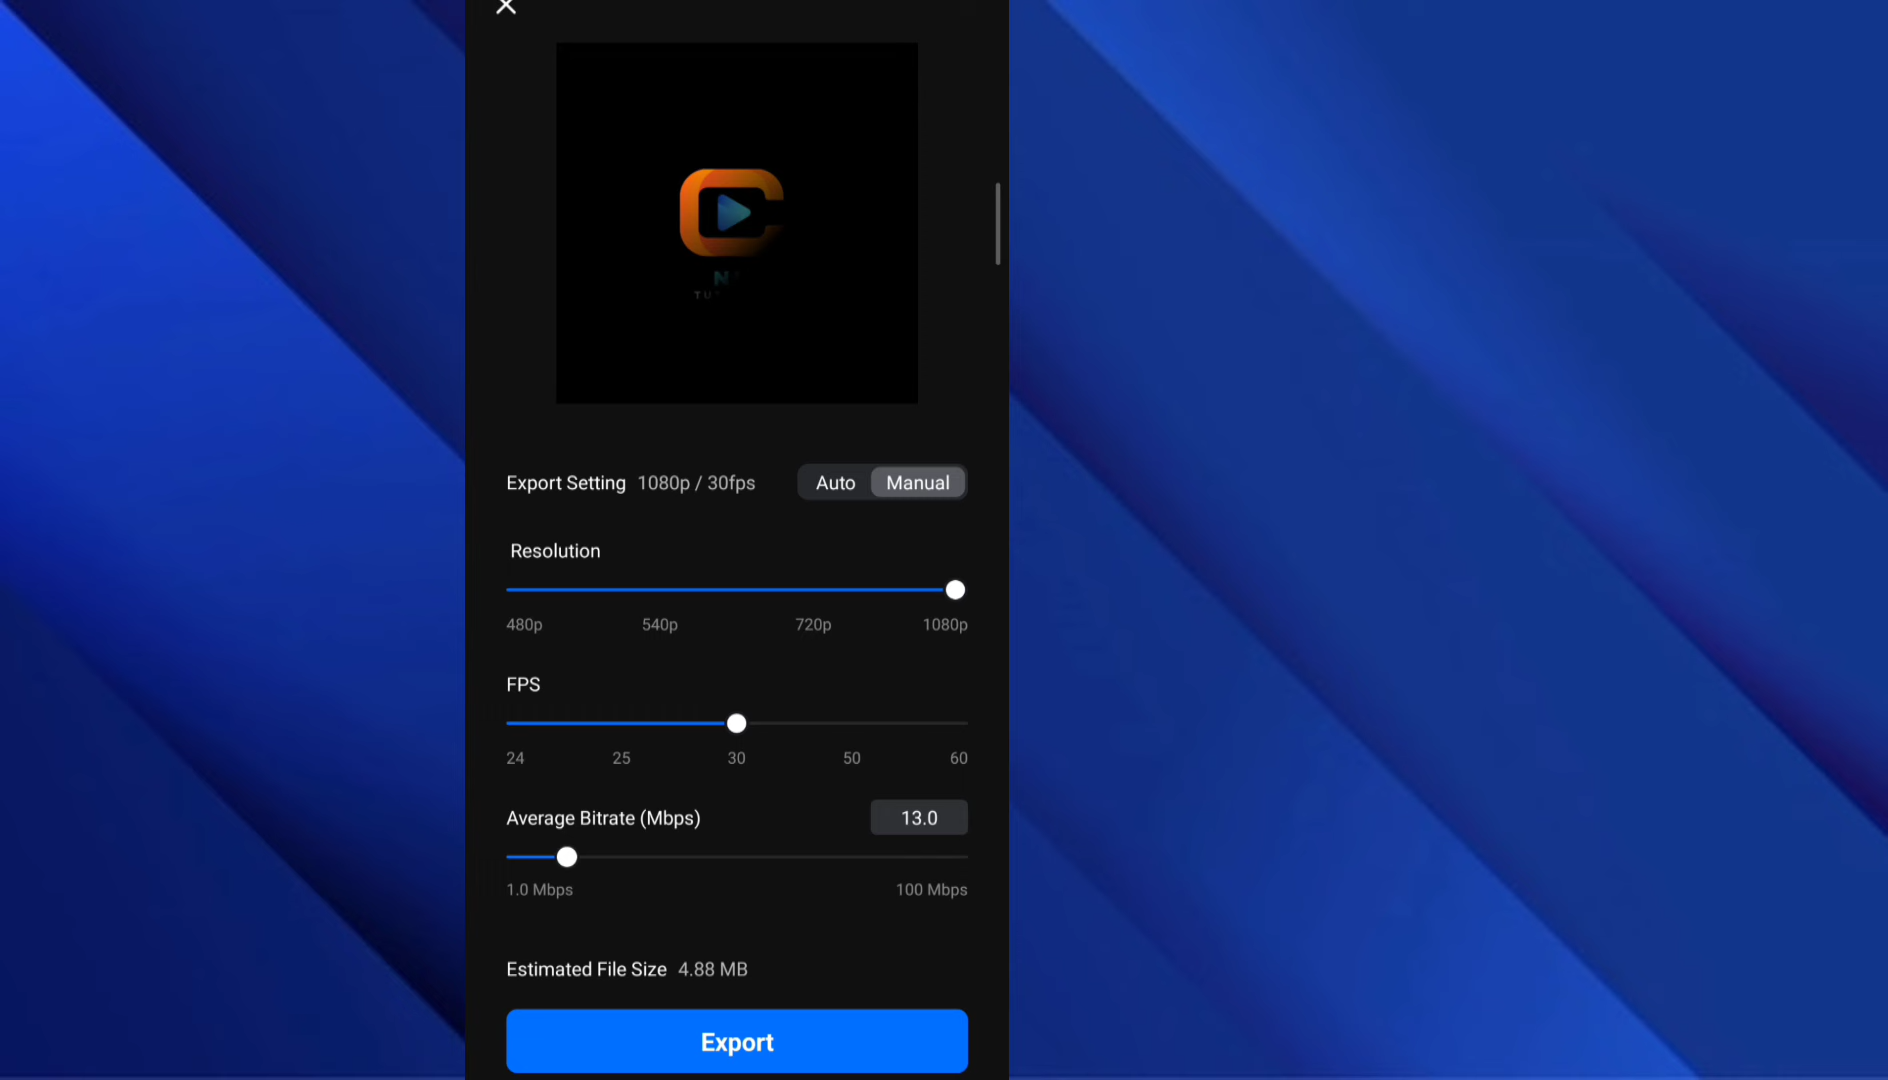 Export Setting 1080p / 30fps Auto Manual
Resolution
480p 540p 720p 1080p
FPS
24 25 30 50 60
Average Bitrate (Mbps) 13.0
1.0 Mbps 100 Mbps
Estimated File Size 4.88 MB
Export